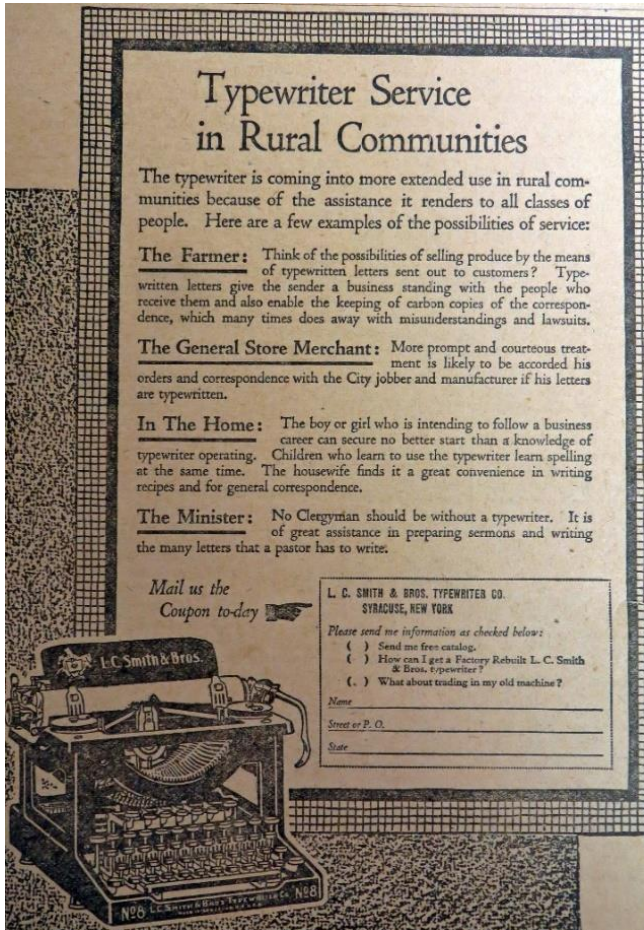 Typewriter Service
in Rural Communities
The typewriter is coming into more extended use in rural com-
munities because of the assistance it renders to all classes of
people. Here are a few examples of the possibilities of service:
The Farmer: Think of the possibilities of selling produce by the means
of typewritten letters sent out to customers? Type-
written letters give the sender a business standing with the people who
receive them and also enable the keeping of carbon copies of the correspon-
dence, which many times does away with misunderstandings and lawsuits.
The General Store Merchant: More prompt and courteous treat-
ment is likely to be accorded his
orders and correspondence with the City jobber and manufacturer if his letters
are typewritten.
In The Home: The boy or girl who is intending to follow a business
career can secure no better start than a knowledge of
typewriter operating. Children who learn to use the typewriter learn spelling
at the same time. The housewife finds it a great convenience in writing
recipes and for general correspondence.
The Minister: No Clergyman should be without a typewriter. It is
of great assistance in preparing sermons and writing
the many letters that a pastor has to write.
Mail us the
Coupon to-day
L. C. SMITH & BROS. TYPEWRITER CO.
SYRACUSE, NEW YORK
Please send me information as checked below:
( ) Send me free catalog.
( ) How can I get a Factory Rebuilt L. C. Smith
& Bros. typewriter?
( ) What about trading in my old machine?
Name
Street or P. O.
State
L.C. Smith & Bros.
No8 L.C. SMITH & BROS TYPEWRITER CO No8